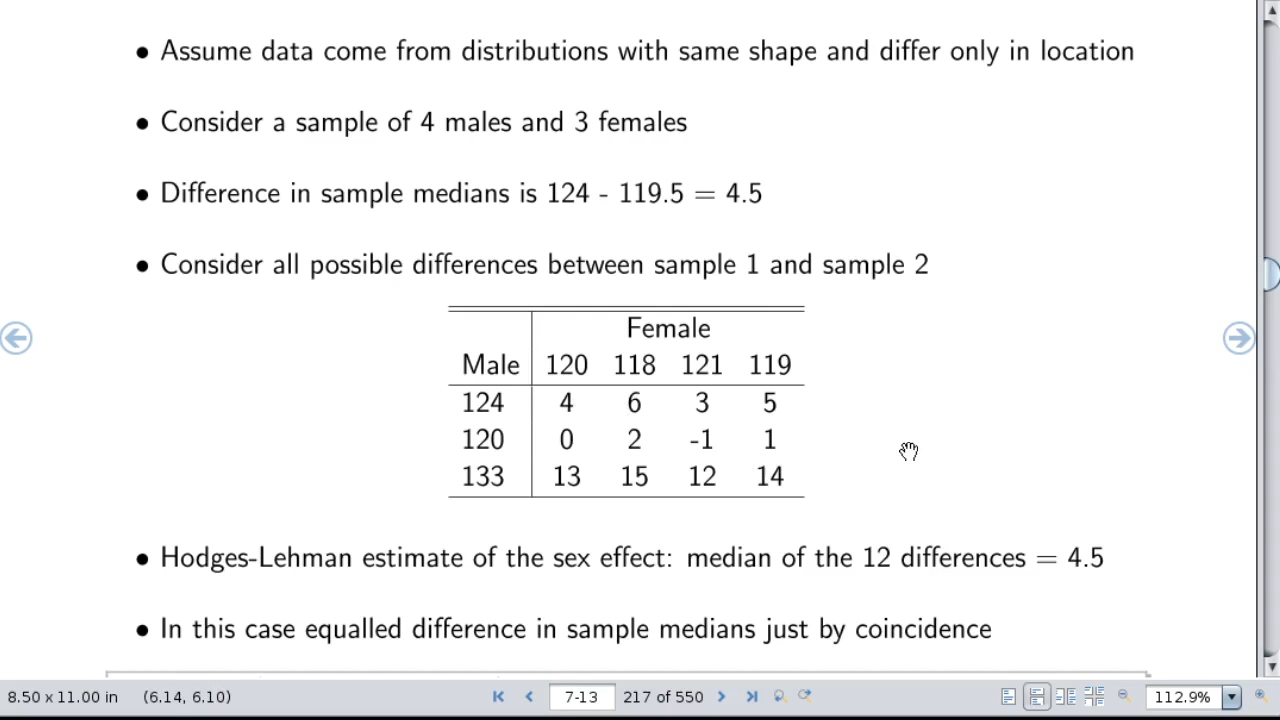 • Assume data come from distributions with same shape and differ only in location
• Consider a sample of 4 males and 3 females
• Difference in sample medians is 124 - 119.5 = 4.5
• Consider all possible differences between sample 1 and sample 2
Female
Male 120 118 121 119
124 4 6 3 5
120 0 2 -1 1
133 13 15 12 14
• Hodges-Lehman estimate of the sex effect: median of the 12 differences = 4.5
• In this case equalled difference in sample medians just by coincidence
8.50 x 11.00 in (6.14, 6.10) 7-13 217 of 550 112.9%